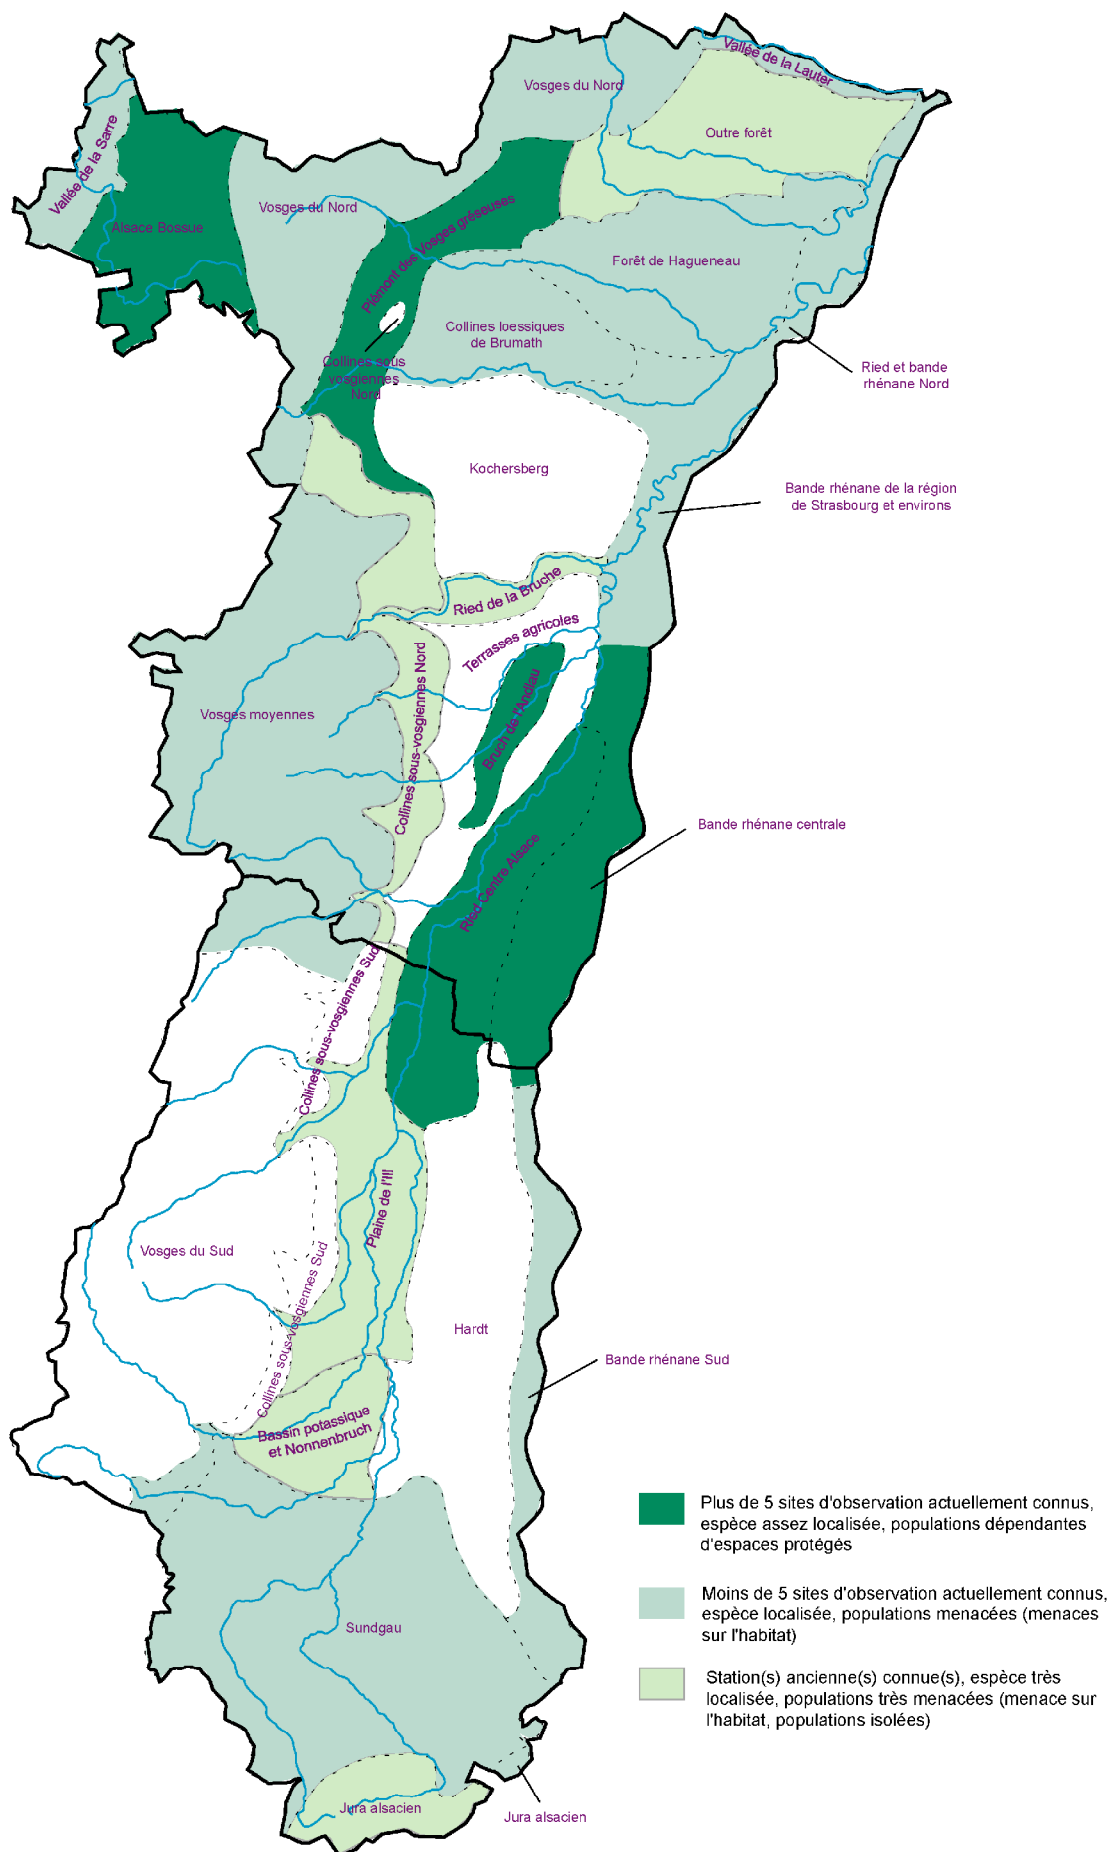 Vallée de la Lauter
Vosges du Nord
Outre forêt
Vallée de la Sarre
Vosges du Nord
Alsace Bossue
Piémont des Vosges gréseuses
Forêt de Hagueneau
Collines loessiques
de Brumath
Collines sous
vosgiennes
Nord
Ried et bande
rhénane Nord
Kochersberg
Bande rhénane de la région
de Strasbourg et environs
Ried de la Bruche
Terrasses agricoles
Collines sous-vosgiennes Nord
Vosges moyennes
Bruch de l'Andlau
Bande rhénane centrale
Ried Centre Alsace
Collines sous-vosgiennes Sud
Plaine de l'Ill
Vosges du Sud
Collines sous-vosgiennes Sud
Hardt
Bande rhénane Sud
Bassin potassique
et Nonnenbruch
Plus de 5 sites d'observation actuellement connus,
espèce assez localisée, populations dépendantes
d'espaces protégés
Moins de 5 sites d'observation actuellement connus,
espèce localisée, populations menacées (menaces
sur l'habitat)
Sundgau
Station(s) ancienne(s) connue(s), espèce très
localisée, populations très menacées (menace sur
l'habitat, populations isolées)
Jura alsacien
Jura alsacien